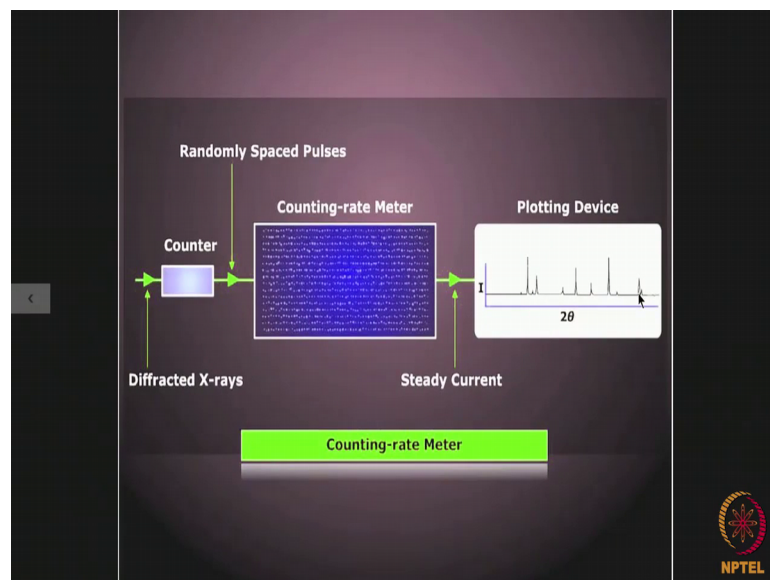 Randomly Spaced Pulses
Counting-rate Meter
Plotting Device
Counter
I
2θ
Diffracted X-rays
Steady Current
Counting-rate Meter
NPTEL